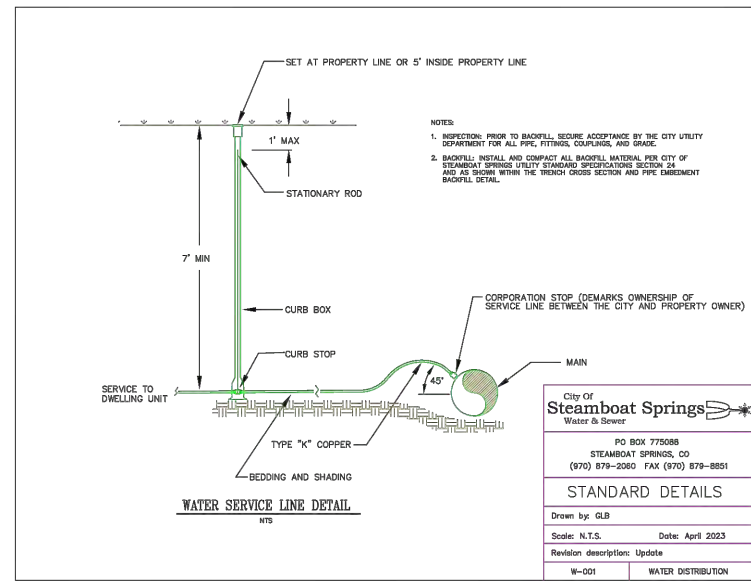 SET AT PROPERTY LINE OR 5' INSIDE PROPERTY LINE
1' MAX
STATIONARY ROD
7' MIN
CURB BOX
CURB STOP
SERVICE TO
DWELLING UNIT
45°
TYPE "K" COPPER
BEDDING AND SHADING
WATER SERVICE LINE DETAIL
NTS
NOTES:
1. INSPECTION: PRIOR TO BACKFILL, SECURE ACCEPTANCE BY THE CITY UTILITY
DEPARTMENT FOR ALL PIPE, FITTINGS, COUPLINGS, AND GRADE.
2. BACKFILL: INSTALL AND COMPACT ALL BACKFILL MATERIAL PER CITY OF
STEAMBOAT SPRINGS UTILITY STANDARD SPECIFICATIONS SECTION 24
AND AS SHOWN WITHIN THE TRENCH CROSS SECTION AND PIPE EMBEDMENT
BACKFILL DETAIL.
CORPORATION STOP (DEMARKS OWNERSHIP OF
SERVICE LINE BETWEEN THE CITY AND PROPERTY OWNER)
MAIN
City Of
Steamboat Springs
Water & Sewer
PO BOX 775088
STEAMBOAT SPRINGS, CO
(970) 879-2060 FAX (970) 879-8851
STANDARD DETAILS
Drawn by: GLB
Scale: N.T.S. Date: April 2023
Revision description: Update
W-001 WATER DISTRIBUTION